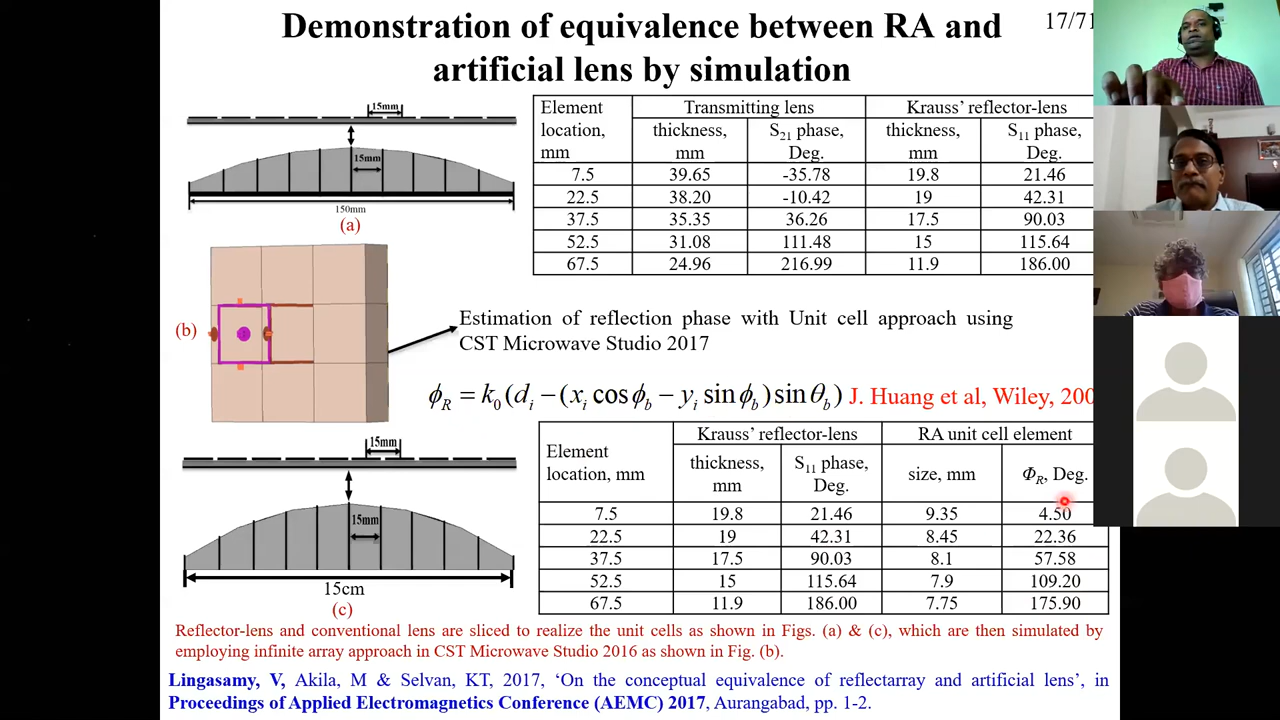 Demonstration of equivalence between RA and
artificial lens by simulation
17/71
15mm
15mm
150mm
(a)
Element location, mm | Transmitting lens | Krauss' reflector-lens
thickness, mm | S21 phase, Deg. | thickness, mm | S11 phase, Deg.
7.5 | 39.65 | -35.78 | 19.8 | 21.46
22.5 | 38.20 | -10.42 | 19 | 42.31
37.5 | 35.35 | 36.26 | 17.5 | 90.03
52.5 | 31.08 | 111.48 | 15 | 115.64
67.5 | 24.96 | 216.99 | 11.9 | 186.00
(b)
Estimation of reflection phase with Unit cell approach using
CST Microwave Studio 2017
ϕR = k0(di −(xi cosϕb − yi sinϕb)sinθb) J. Huang et al, Wiley, 200
15mm
15mm
15cm
(c)
Element location, mm | Krauss' reflector-lens | RA unit cell element
thickness, mm | S11 phase, Deg. | size, mm | ΦR, Deg.
7.5 | 19.8 | 21.46 | 9.35 | 4.50
22.5 | 19 | 42.31 | 8.45 | 22.36
37.5 | 17.5 | 90.03 | 8.1 | 57.58
52.5 | 15 | 115.64 | 7.9 | 109.20
67.5 | 11.9 | 186.00 | 7.75 | 175.90
Reflector-lens and conventional lens are sliced to realize the unit cells as shown in Figs. (a) & (c), which are then simulated by
employing infinite array approach in CST Microwave Studio 2016 as shown in Fig. (b).
Lingasamy, V, Akila, M & Selvan, KT, 2017, 'On the conceptual equivalence of reflectarray and artificial lens', in
Proceedings of Applied Electromagnetics Conference (AEMC) 2017, Aurangabad, pp. 1-2.